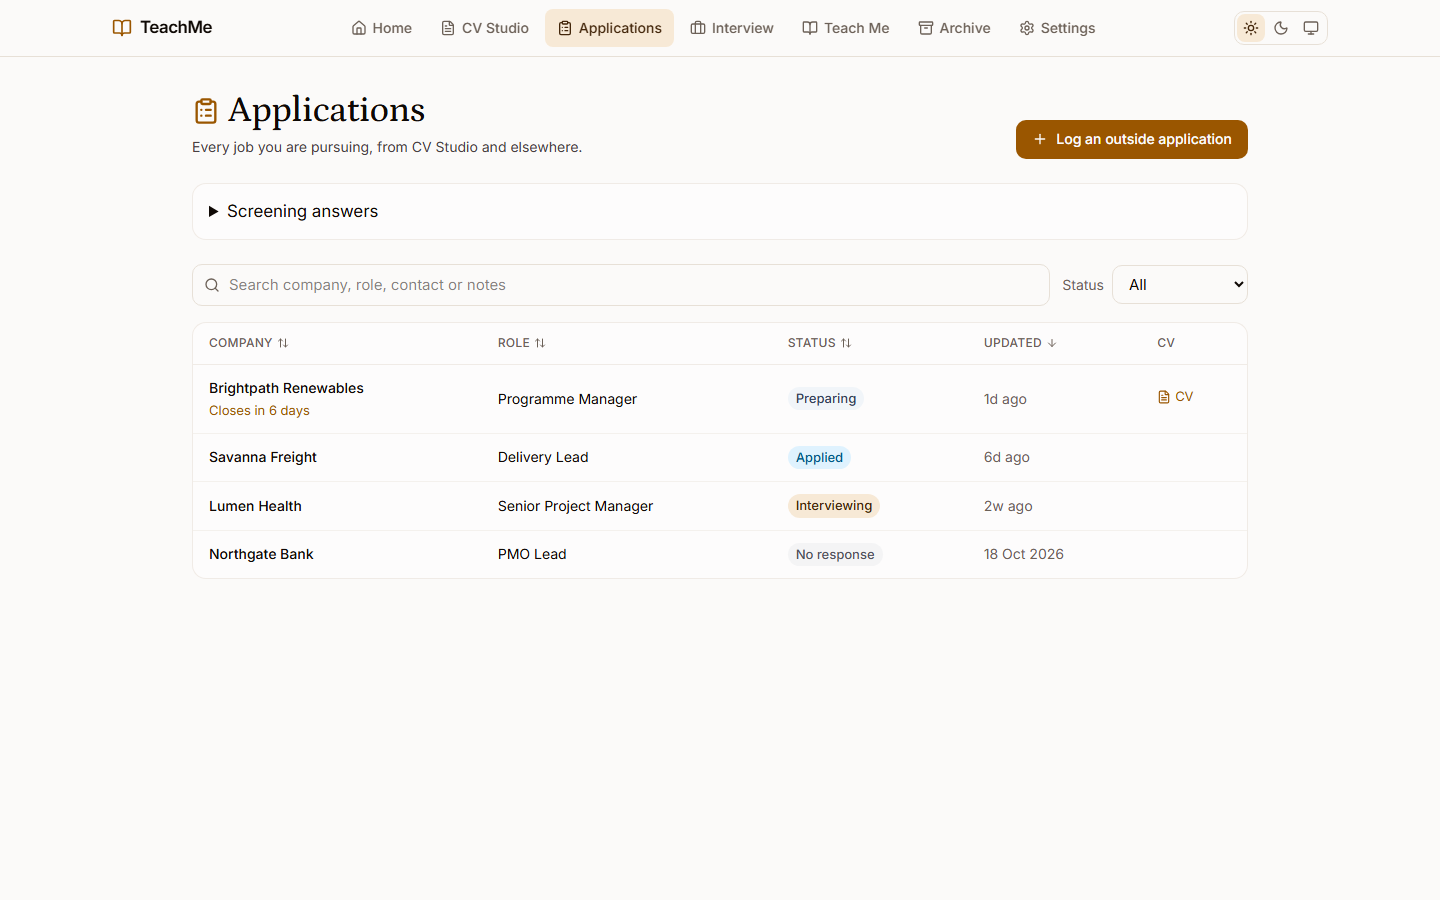 TeachMe
Home
CV Studio
Applications
Interview
Teach Me
Archive
Settings
Applications
Every job you are pursuing, from CV Studio and elsewhere.
+ Log an outside application
Screening answers
Search company, role, contact or notes
Status
All
COMPANY ROLE STATUS UPDATED CV
Brightpath Renewables
Closes in 6 days
Programme Manager Preparing 1d ago CV
Savanna Freight Delivery Lead Applied 6d ago
Lumen Health Senior Project Manager Interviewing 2w ago
Northgate Bank PMO Lead No response 18 Oct 2026